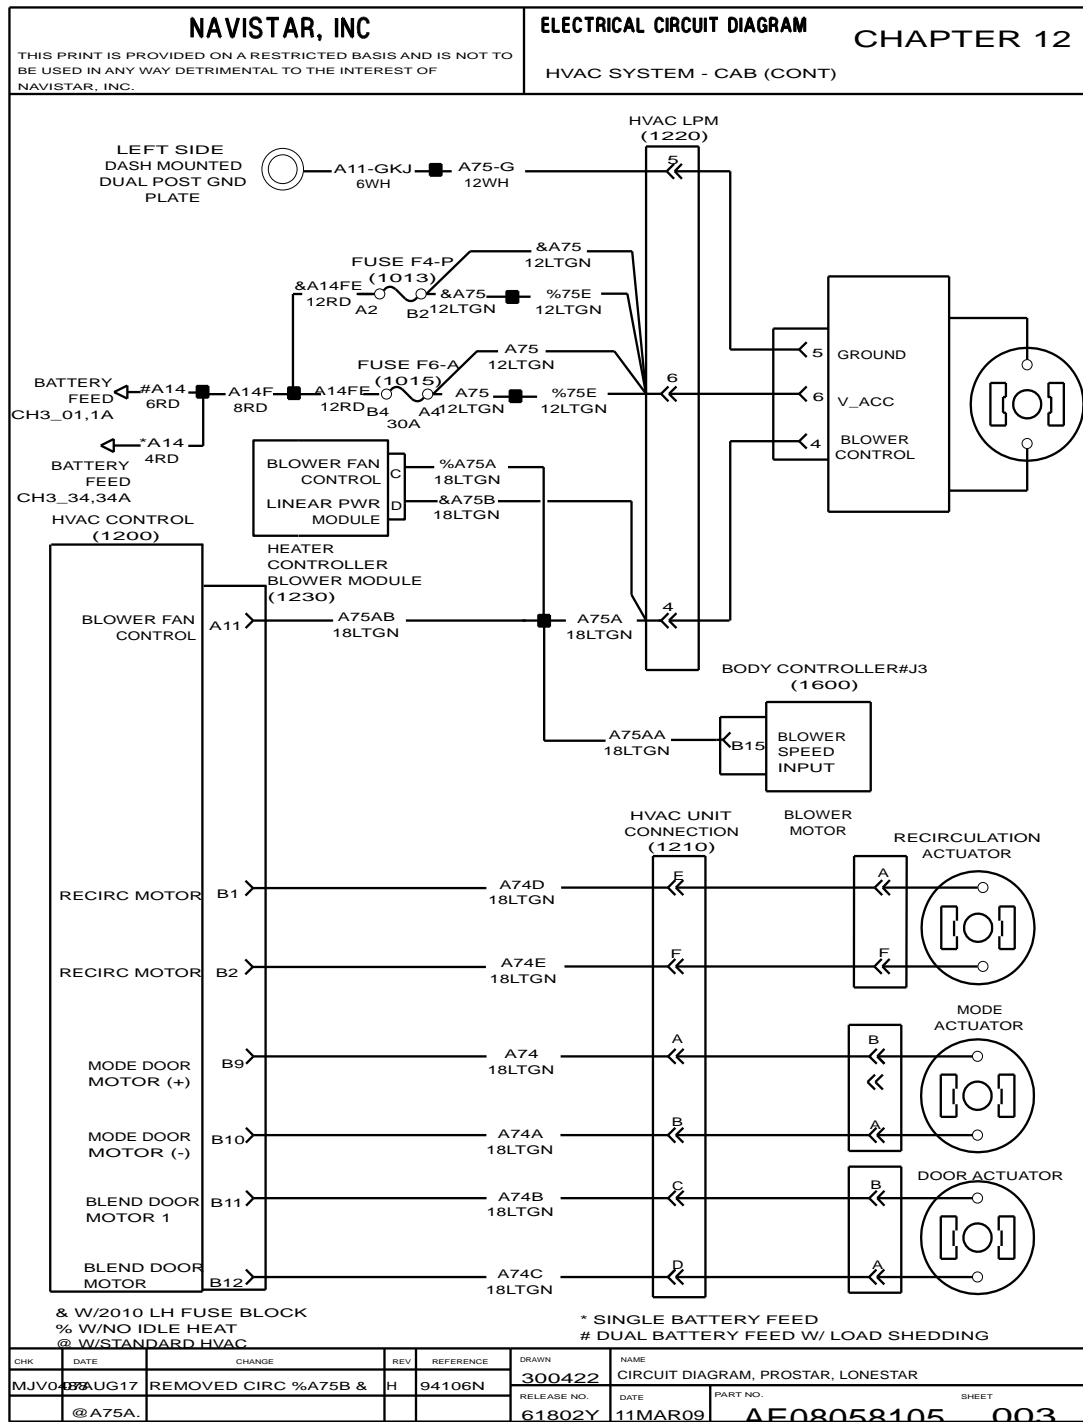 NAVISTAR, INC
THIS PRINT IS PROVIDED ON A RESTRICTED BASIS AND IS NOT TO
BE USED IN ANY WAY DETRIMENTAL TO THE INTEREST OF
NAVISTAR, INC.
ELECTRICAL CIRCUIT DIAGRAM
CHAPTER 12
HVAC SYSTEM - CAB (CONT)
HVAC LPM
(1220)
LEFT SIDE
DASH MOUNTED
DUAL POST GND
PLATE
A11-GKJ
6WH
A75-G
12WH
5
&A75
12LTGN
FUSE F4-P
(1013)
&A14FE
12RD
A2
B2
&A75
12LTGN
%75E
12LTGN
A75
12LTGN
FUSE F6-A
(1015)
BATTERY
FEED
CH3_01,1A
#A14
6RD
A14F
8RD
A14FE
12RD
B4
30A
A4
A75
12LTGN
%75E
12LTGN
6
5 GROUND
6 V_ACC
4 BLOWER
CONTROL
*A14
4RD
BATTERY
FEED
CH3_34,34A
BLOWER FAN
CONTROL
C
LINEAR PWR
MODULE
D
%A75A
18LTGN
&A75B
18LTGN
HVAC CONTROL
(1200)
HEATER
CONTROLLER
BLOWER MODULE
(1230)
BLOWER FAN
CONTROL
A11
A75AB
18LTGN
A75A
18LTGN
4
BODY CONTROLLER#J3
(1600)
A75AA
18LTGN
B15
BLOWER
SPEED
INPUT
HVAC UNIT
CONNECTION
(1210)
BLOWER
MOTOR
RECIRCULATION
ACTUATOR
RECIRC MOTOR B1
A74D
18LTGN
E
A
RECIRC MOTOR B2
A74E
18LTGN
F
F
MODE
ACTUATOR
MODE DOOR
MOTOR (+)
B9
A74
18LTGN
A
B
MODE DOOR
MOTOR (-)
B10
A74A
18LTGN
B
A
DOOR ACTUATOR
BLEND DOOR
MOTOR 1
B11
A74B
18LTGN
C
B
BLEND DOOR
MOTOR
B12
A74C
18LTGN
D
A
& W/2010 LH FUSE BLOCK
% W/NO IDLE HEAT
@ W/STANDARD HVAC
* SINGLE BATTERY FEED
# DUAL BATTERY FEED W/ LOAD SHEDDING
CHK DATE CHANGE REV REFERENCE
AUG17 REMOVED CIRC %A75B & H 94106N
@A75A.
DRAWN
300422
NAME
CIRCUIT DIAGRAM, PROSTAR, LONESTAR
RELEASE NO.
61802Y
DATE
11MAR09
PART NO.
AE08058105
SHEET
003